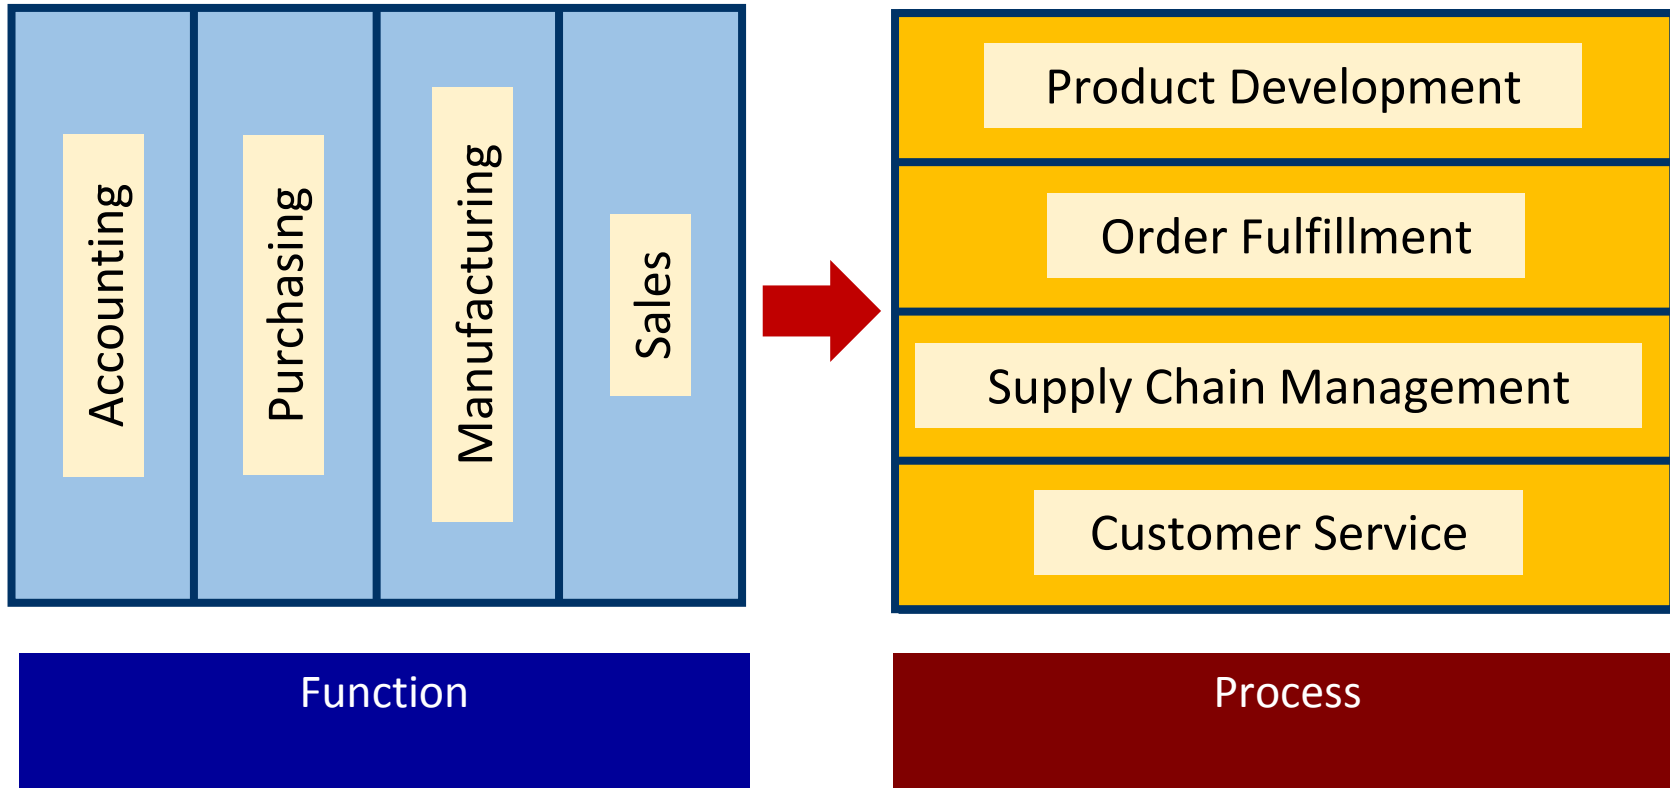 Accounting
Purchasing
Manufacturing
Sales
Product Development
Order Fulfillment
Supply Chain Management
Customer Service
Function
Process